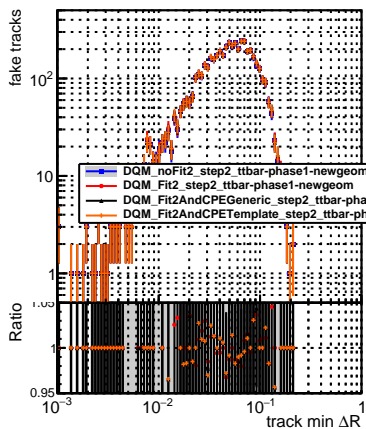 fake tracks
10²
10
1
DQM_noFit2_step2_ttbar-phase1-newgeom
DQM_Fit2_step2_ttbar-phase1-newgeom
DQM_Fit2AndCPEGeneric_step2_ttbar-pha
DQM_Fit2AndCPETemplate_step2_ttbar-ph
Ratio
1.05
1
0.95
10⁻³ 10⁻² 10⁻¹ 1
track min ΔR